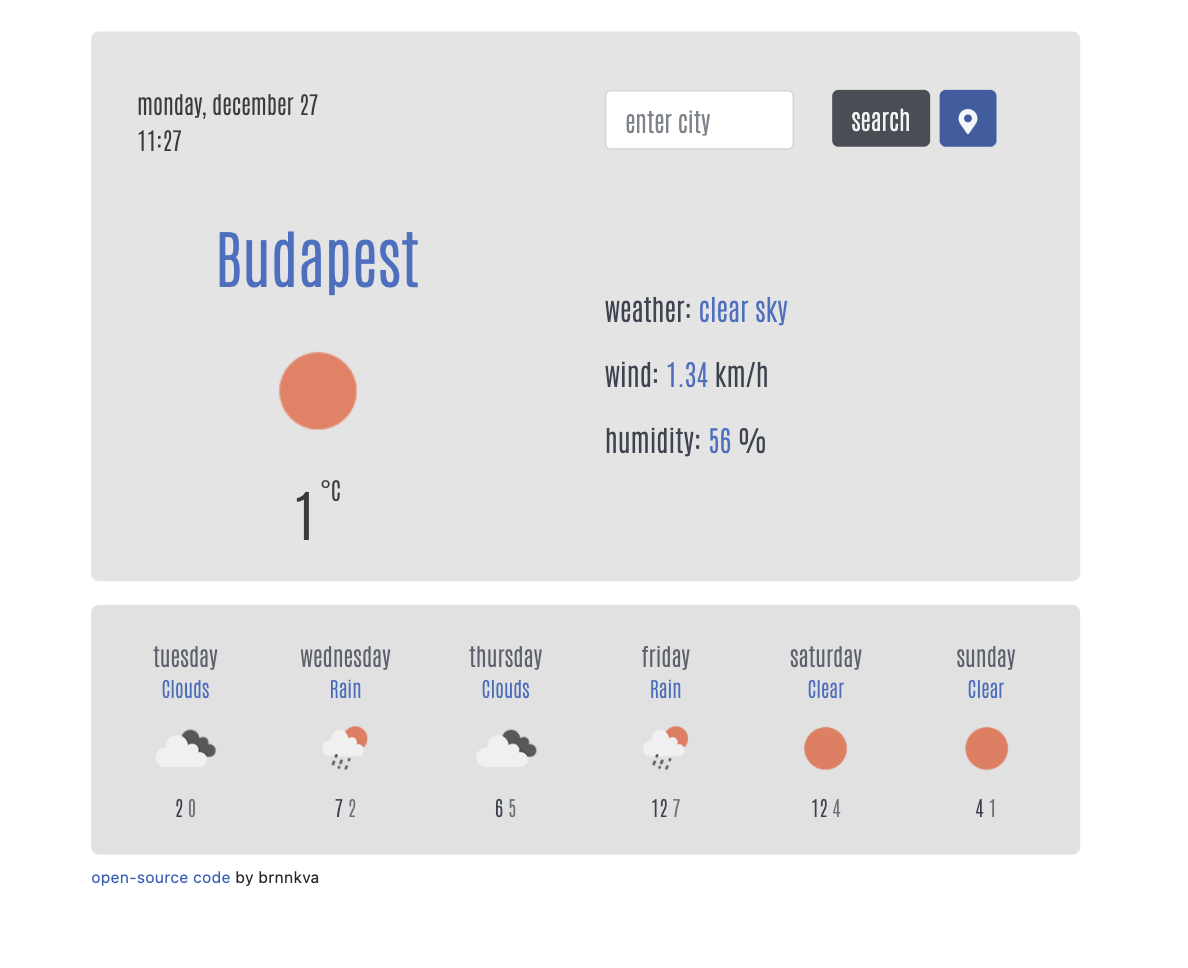 monday, december 27
11:27
enter city
search
Budapest
weather: clear sky
wind: 1.34 km/h
humidity: 56 %
1 °C
tuesday
Clouds
2 0
wednesday
Rain
7 2
thursday
Clouds
6 5
friday
Rain
12 7
saturday
Clear
12 4
sunday
Clear
4 1
open-source code by brnnkva